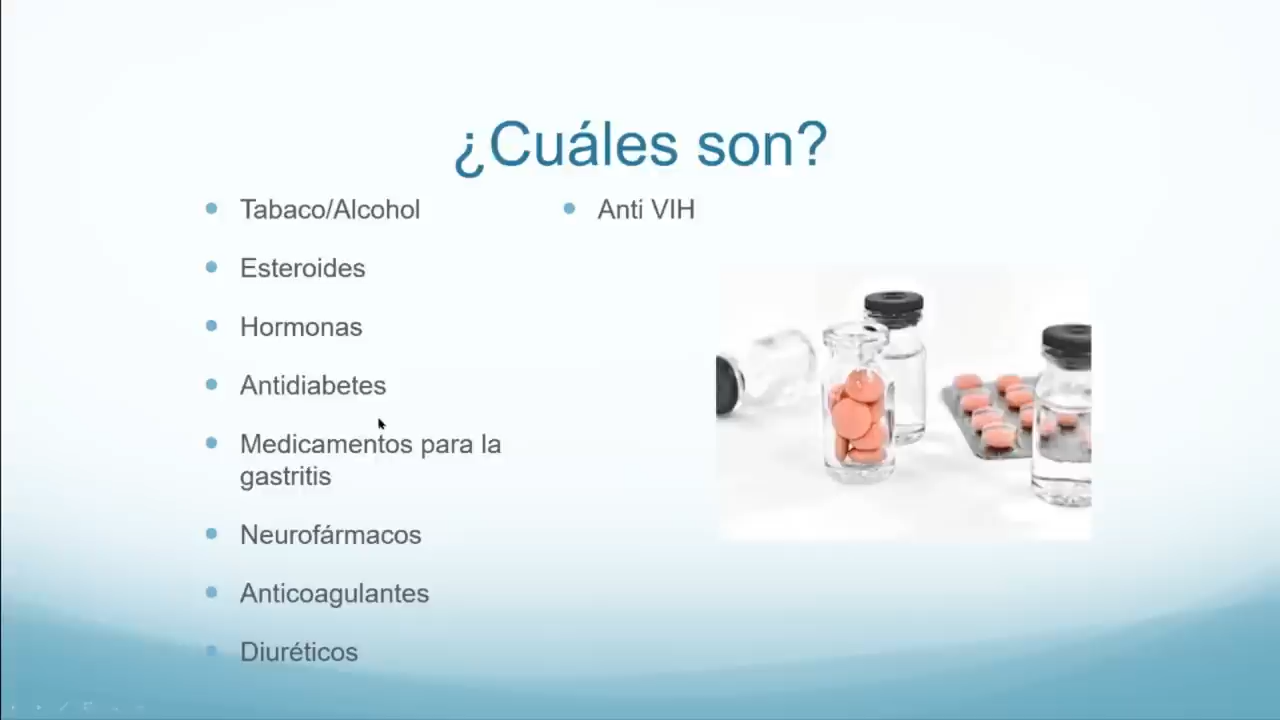 ¿Cuáles son?
Tabaco/Alcohol
Esteroides
Hormonas
Antidiabetes
Medicamentos para la
gastritis
Neurofármacos
Anticoagulantes
Diuréticos
Anti VIH